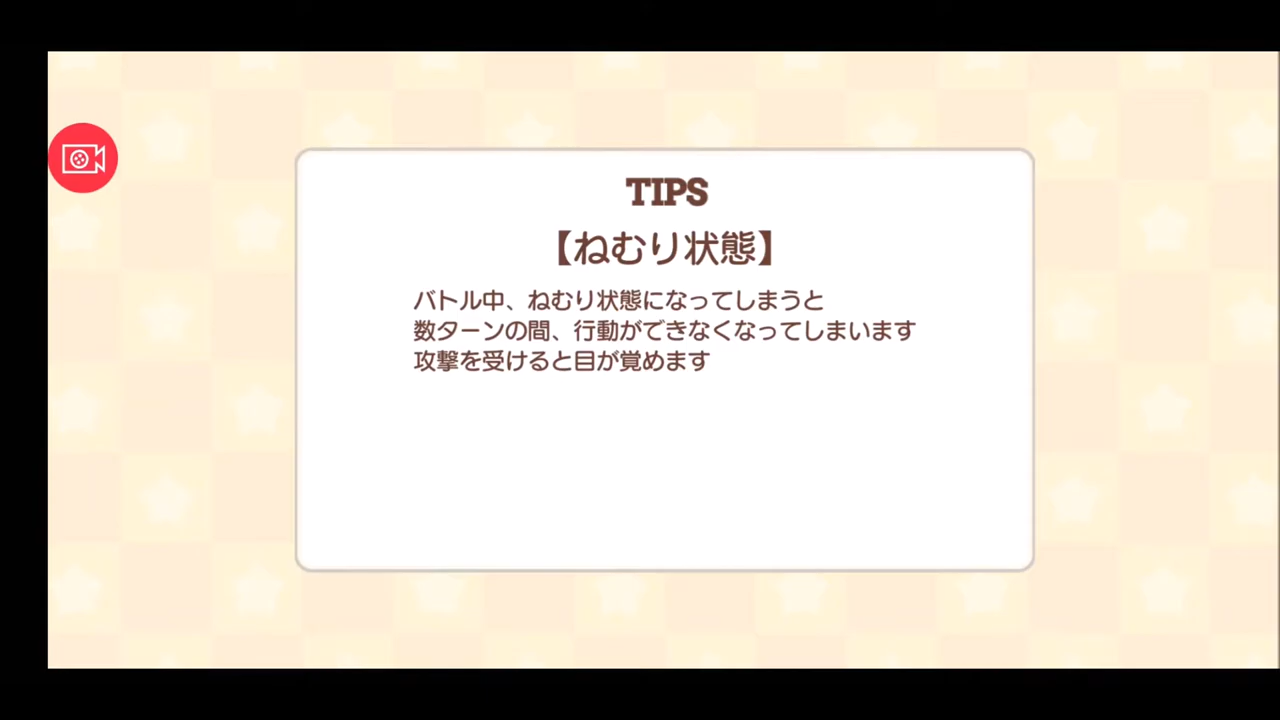 TIPS
【ねむり状態】
バトル中、ねむり状態になってしまうと
数ターンの間、行動ができなくなってしまいます
攻撃を受けると目が覚めます